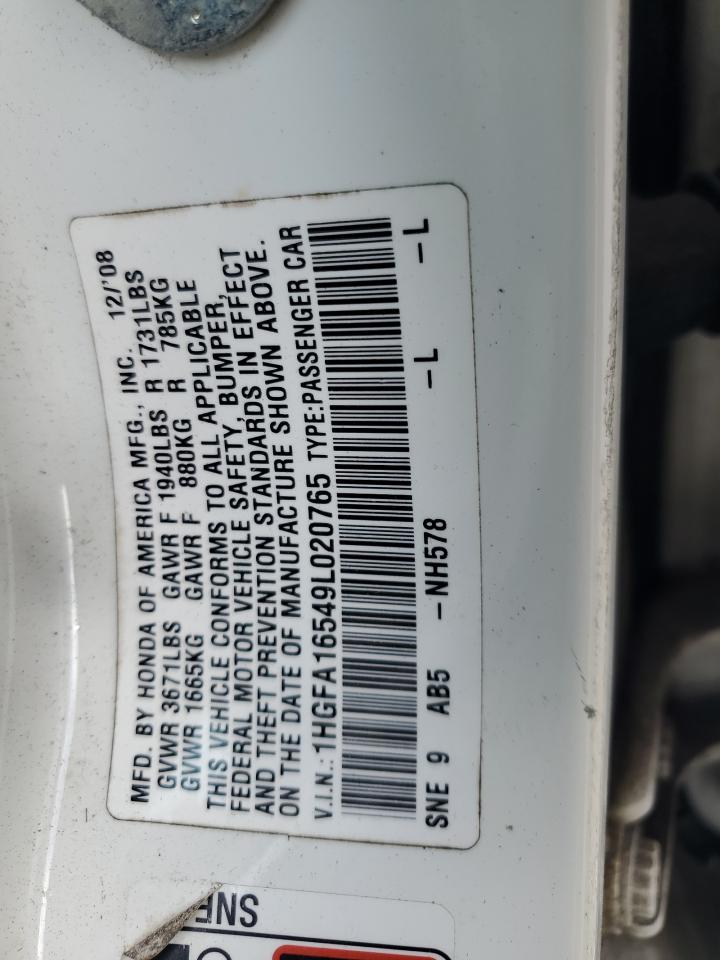 MFD. BY HONDA OF AMERICA MFG., INC. 12/'08
GVWR 3671LBS GAWR F 1940LBS R 1731LBS
GVWR 1665KG GAWR F 880KG R 785KG
THIS VEHICLE CONFORMS TO ALL APPLICABLE
FEDERAL MOTOR VEHICLE SAFETY, BUMPER,
AND THEFT PREVENTION STANDARDS IN EFFECT
ON THE DATE OF MANUFACTURE SHOWN ABOVE.
V.I.N.: 1HGFA16549L020765 TYPE:PASSENGER CAR
SNE 9 AB5 -NH578 -L -L
SNE